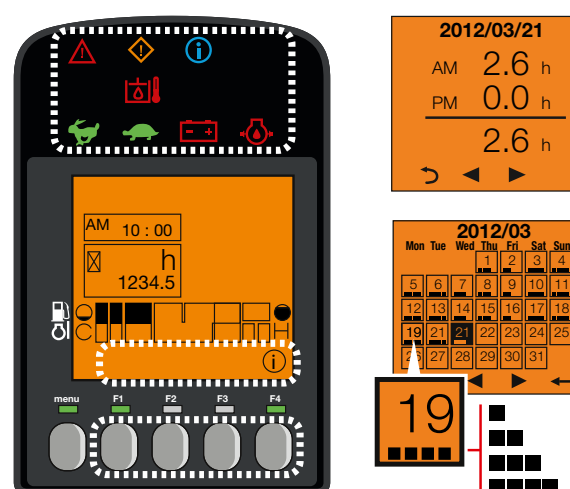 AM 10 : 00
h
1234.5
C H
i
menu F1 F2 F3 F4
2012/03/21
AM 2.6 h
PM 0.0 h
2.6 h
2012/03
Mon Tue Wed Thu Fri Sat Sun
1 2 3 4
5 6 7 8 9 10 11
12 13 14 15 16 17 18
19 21 21 22 23 24 25
26 27 28 29 30 31
19